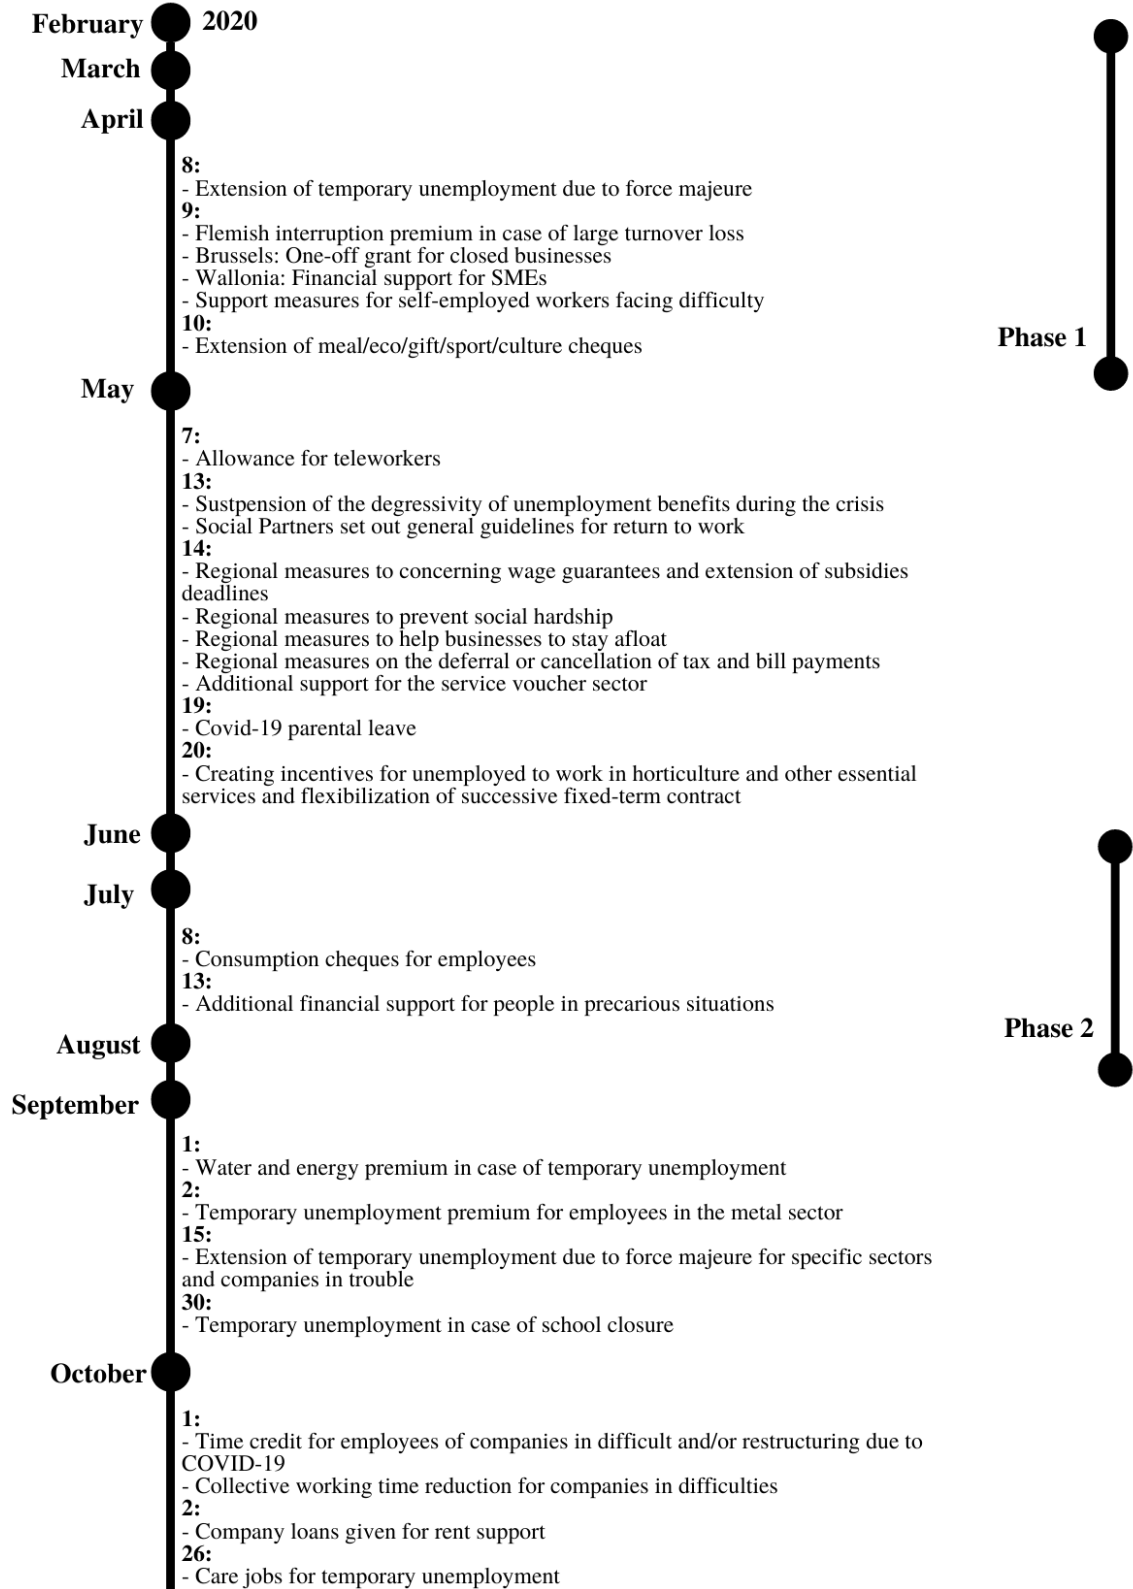 February 2020
March
April
8:
- Extension of temporary unemployment due to force majeure
9:
- Flemish interruption premium in case of large turnover loss
- Brussels: One-off grant for closed businesses
- Wallonia: Financial support for SMEs
- Support measures for self-employed workers facing difficulty
10:
- Extension of meal/eco/gift/sport/culture cheques
Phase 1
May
7:
- Allowance for teleworkers
13:
- Sustpension of the degressivity of unemployment benefits during the crisis
- Social Partners set out general guidelines for return to work
14:
- Regional measures to concerning wage guarantees and extension of subsidies
deadlines
- Regional measures to prevent social hardship
- Regional measures to help businesses to stay afloat
- Regional measures on the deferral or cancellation of tax and bill payments
- Additional support for the service voucher sector
19:
- Covid-19 parental leave
20:
- Creating incentives for unemployed to work in horticulture and other essential
services and flexibilization of successive fixed-term contract
June
July
8:
- Consumption cheques for employees
13:
- Additional financial support for people in precarious situations
Phase 2
August
September
1:
- Water and energy premium in case of temporary unemployment
2:
- Temporary unemployment premium for employees in the metal sector
15:
- Extension of temporary unemployment due to force majeure for specific sectors
and companies in trouble
30:
- Temporary unemployment in case of school closure
October
1:
- Time credit for employees of companies in difficult and/or restructuring due to
COVID-19
- Collective working time reduction for companies in difficulties
2:
- Company loans given for rent support
26:
- Care jobs for temporary unemployment